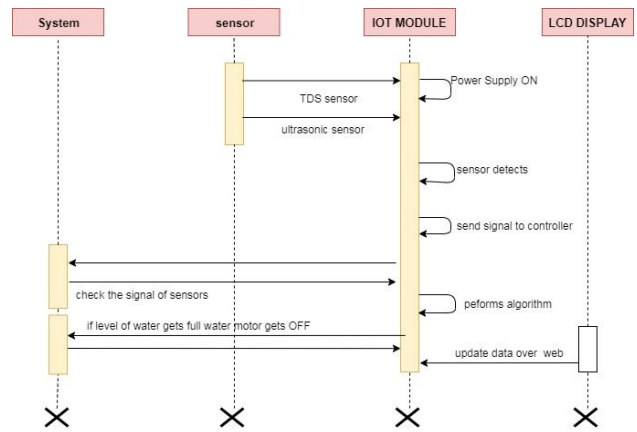 System
sensor
IOT MODULE
LCD DISPLAY
Power Supply ON
TDS sensor
ultrasonic sensor
sensor detects
send signal to controller
check the signal of sensors
peforms algorithm
if level of water gets full water motor gets OFF
update data over web